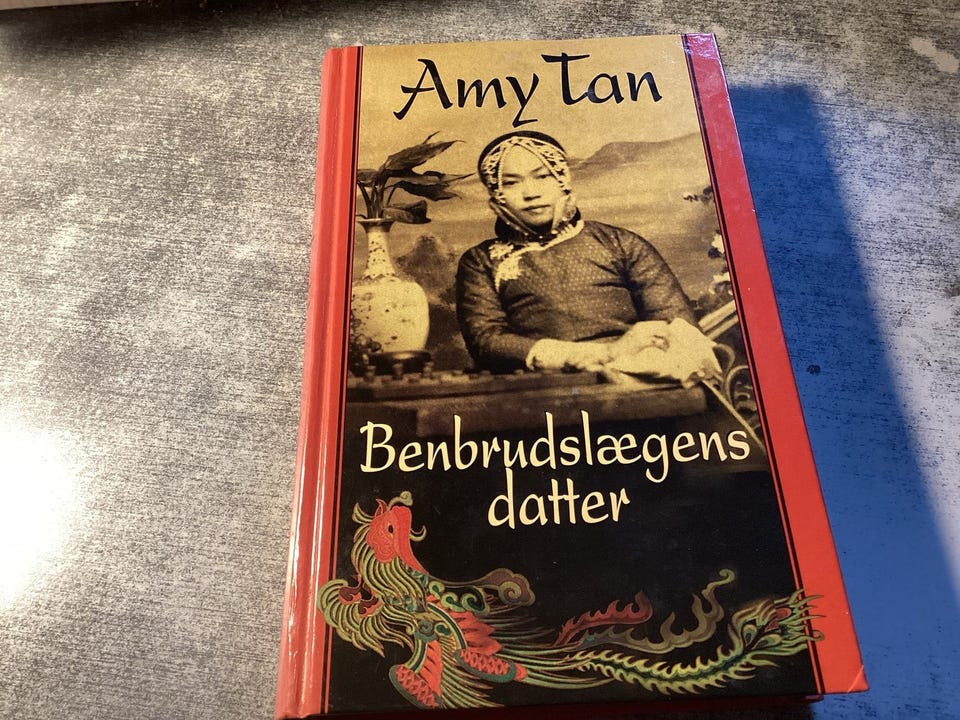 Amy Tan
Benbrudslægens
datter